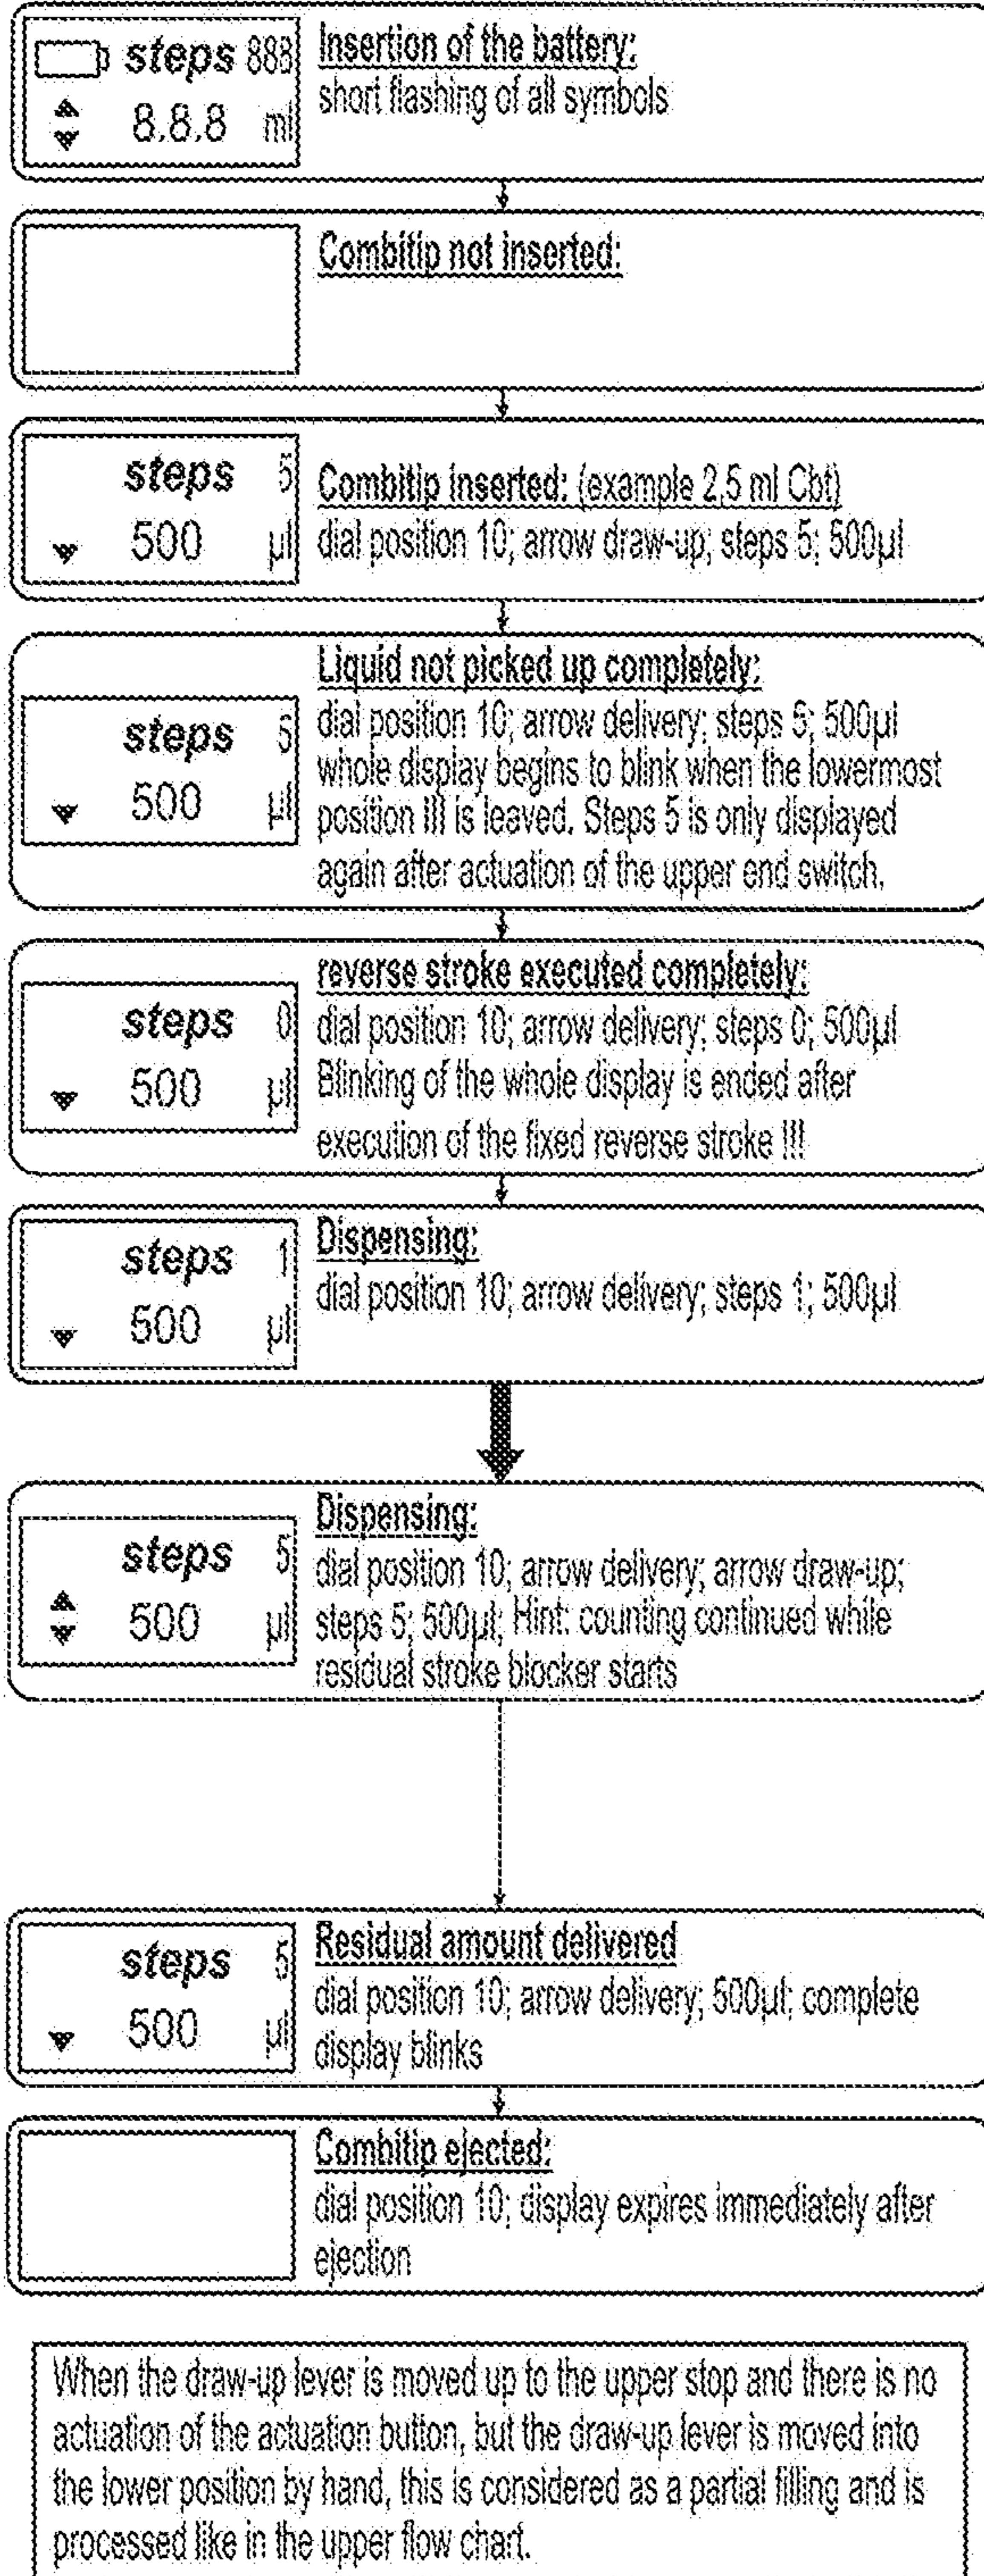 steps 888
8.8.8 ml
Insertion of the battery:
short flashing of all symbols
Combitip not inserted:
steps 5
500 µl
Combitip inserted: (example 2,5 ml Cbt)
dial position 10; arrow draw-up; steps 5; 500µl
steps 5
500 µl
Liquid not picked up completely:
dial position 10; arrow delivery; steps 5; 500µl
whole display begins to blink when the lowermost
position !!! is leaved. Steps 5 is only displayed
again after actuation of the upper end switch.
steps 0
500 µl
reverse stroke executed completely:
dial position 10; arrow delivery; steps 0; 500µl
Blinking of the whole display is ended after
execution of the fixed reverse stroke !!!
steps 1
500 µl
Dispensing:
dial position 10; arrow delivery; steps 1; 500µl
steps 5
500 µl
Dispensing:
dial position 10; arrow delivery; arrow draw-up;
steps 5; 500µl; Hint: counting continued while
residual stroke blocker starts
steps 5
500 µl
Residual amount delivered
dial position 10; arrow delivery; 500µl; complete
display blinks
Combitip ejected:
dial position 10; display expires immediately after
ejection
When the draw-up lever is moved up to the upper stop and there is no
actuation of the actuation button, but the draw-up lever is moved into
the lower position by hand, this is considered as a partial filling and is
processed like in the upper flow chart.